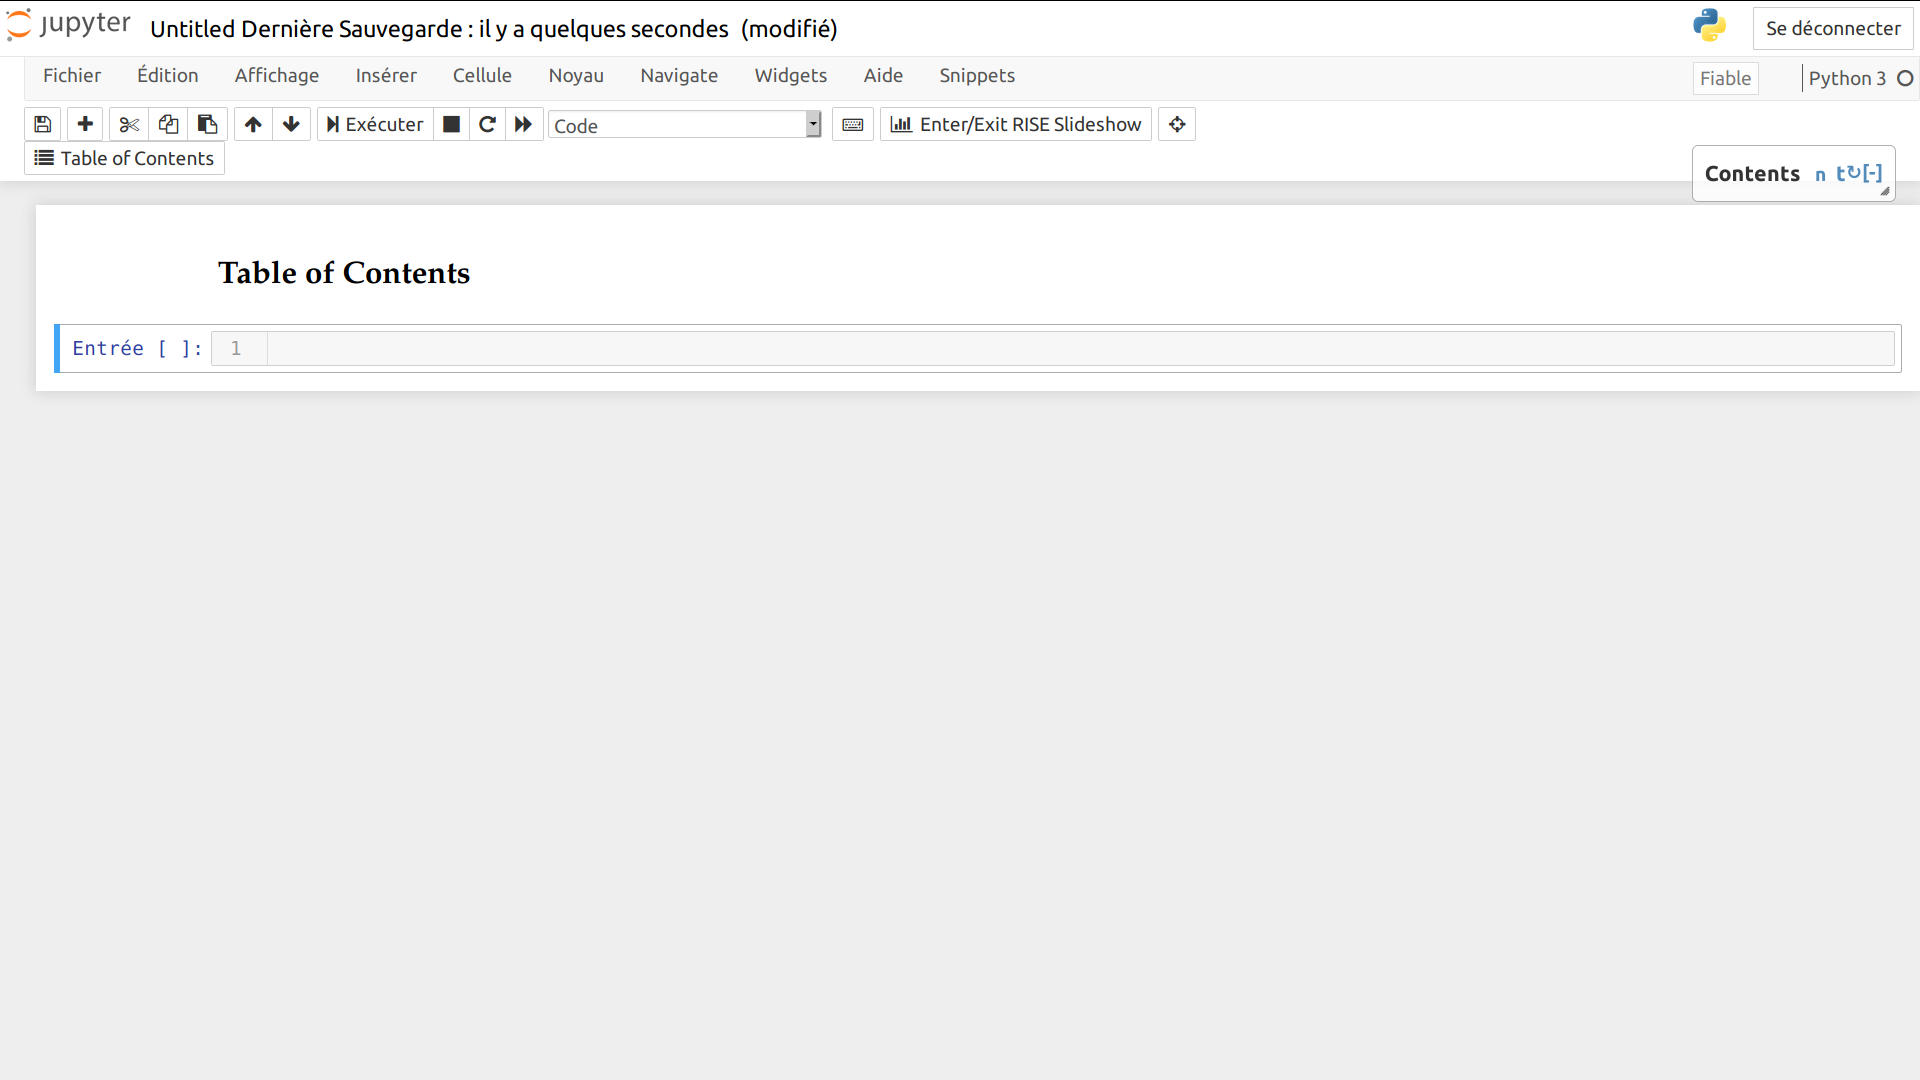 jupyter Untitled Dernière Sauvegarde : il y a quelques secondes (modifié) Se déconnecter
Fichier Édition Affichage Insérer Cellule Noyau Navigate Widgets Aide Snippets Fiable Python 3
Exécuter Code Enter/Exit RISE Slideshow
Table of Contents
Contents n t↻[-]
Table of Contents
Entrée [ ]: 1